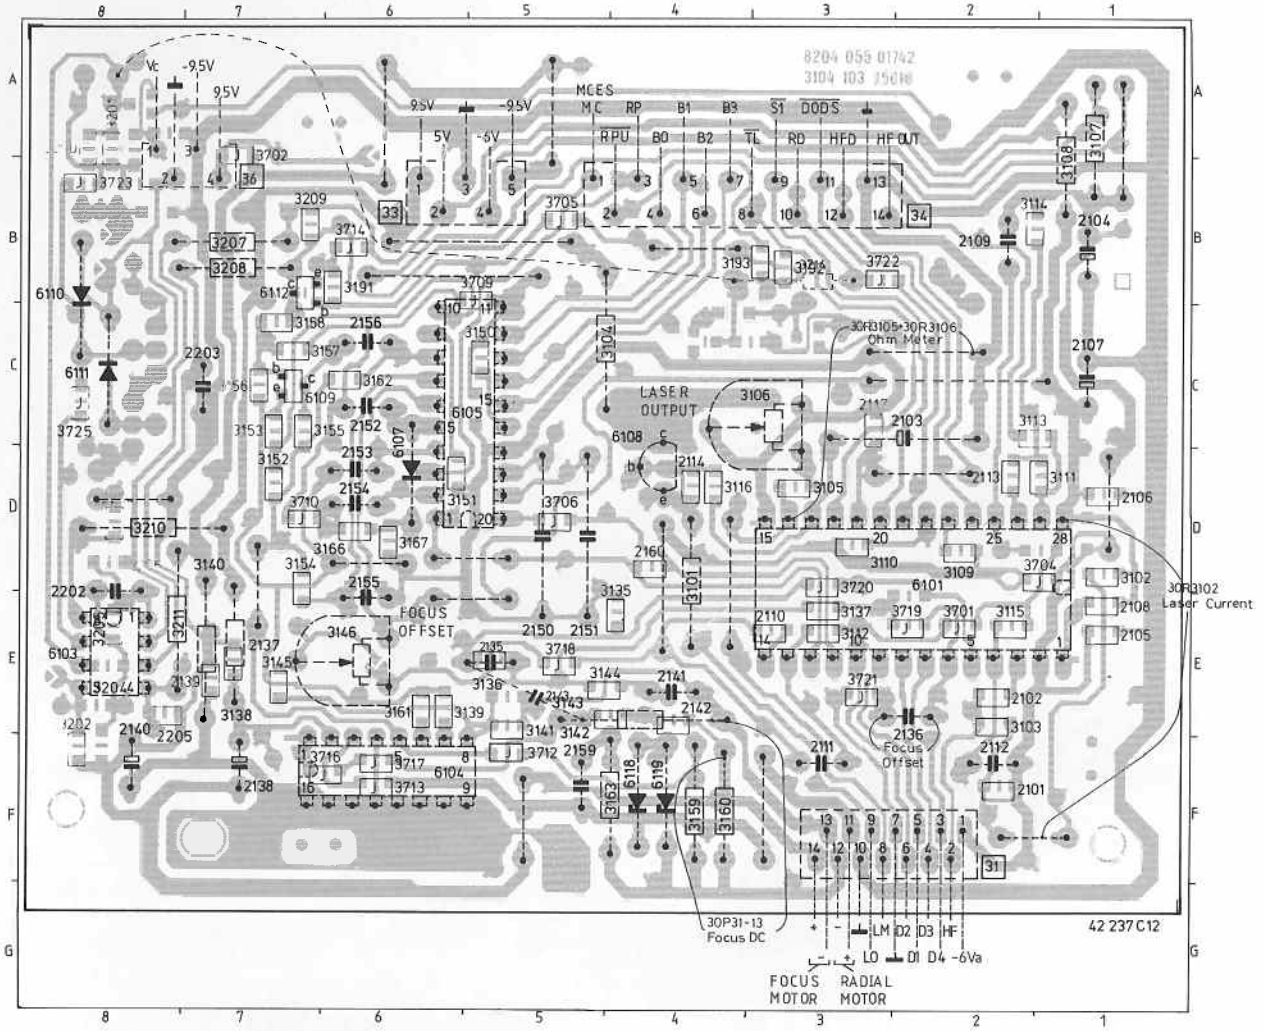 8 7 6 5 4 3 2 1
A
Vc -9.5V
8204 055 01742
3104 103
A
9.5V
MCES
9.5V -9.5V MC RP B1 B3 S1 DODS
5V -6V RPU B0 B2 TL RD HFD HF OUT
3107
3108
3 3702
2 4 36
3723
1 3 5 1 3 5 7 9 11 13
3209 33 2 4 3705 2 4 6 8 10 12 14 34 3114 2104
B 3207 3714 2109 B
3208 3193 3192 3722
6110 6112 c e b 3191 3709
10 11
3158 2156 3150 3104 30R3105+30R3106
Ohm Meter
C 2203 3157 2107 C
6111 b c e 3162 LASER
OUTPUT 3106
6109 15
3725 3153 3155 2152 5 6105 6107 6108 c 2117 2103 3113
3152 2153 b 2114 3116 3105 2113 3111
2154 3151 e 2106
D 3210 3710 1 20 3706 15 20 25 28 D
3166 3167 2160 3110 3109
3140 3154 3101 3704 3102
2202 2155 3135 3720 6101 30R3102
Laser Current
FOCUS
OFFSET 3137 3719 3701 3115 2108
3211 3146 2150 2151 2110 3112 2105
6103 2137 14 10 5 1
E 2135 3718 E
3145 3136 3144 2141 3721 2102
2139 3138 2143
3143 2142 3103
3161 3139 3141 3142 2136
2140 2205 3712 2159 Focus
Offset 2111 2112
1 3716 3717 5 8 6118 6119
16 3713 6104 9 3163 3159 3160 2101
2138
F 13 11 9 7 5 3 1 F
14 12 10 8 6 4 2 31
30P31-13
Focus DC
+ - LM D2 D3 HF 42 237 C12
G - + LO D1 D4 -6Va G
FOCUS
MOTOR RADIAL
MOTOR
8 7 6 5 4 3 2 1